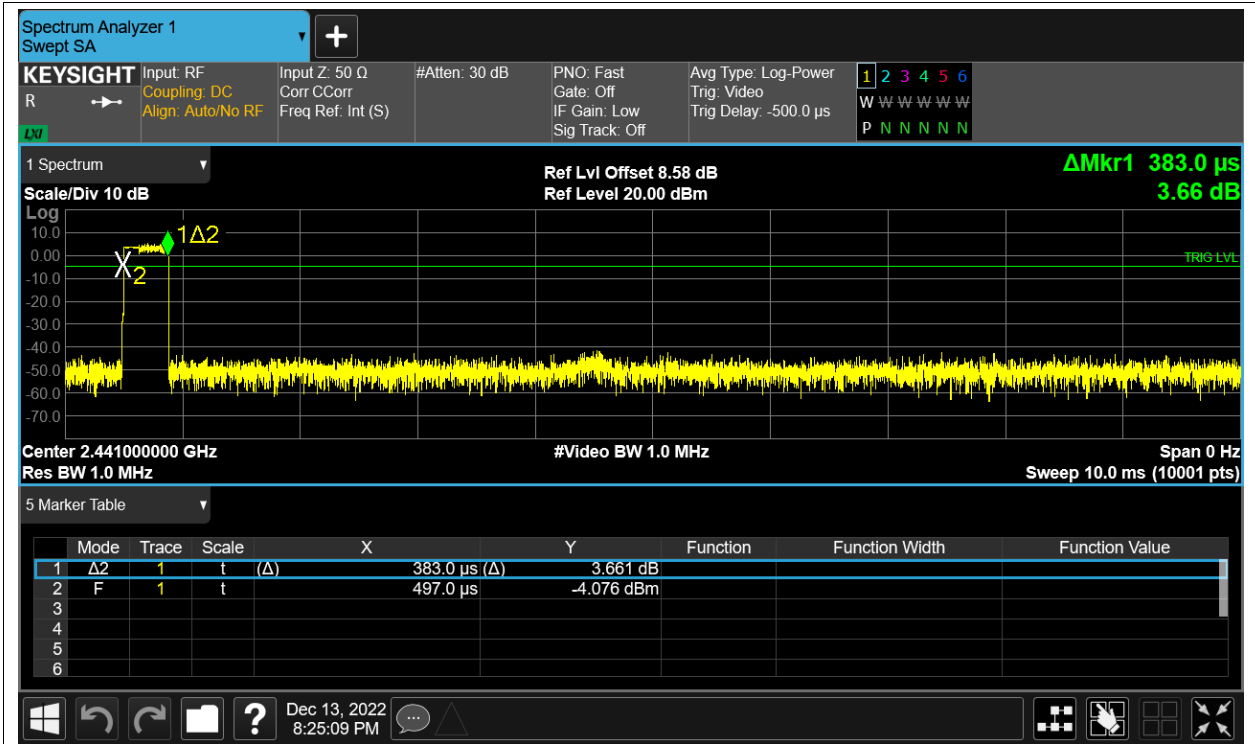 Spectrum Analyzer 1
Swept SA
KEYSIGHT
R
LXI
Input: RF
Coupling: DC
Align: Auto/No RF
Input Z: 50 Ω
Corr CCorr
Freq Ref: Int (S)
#Atten: 30 dB
PNO: Fast
Gate: Off
IF Gain: Low
Sig Track: Off
Avg Type: Log-Power
Trig: Video
Trig Delay: -500.0 µs
1 2 3 4 5 6
W W W W W W
P N N N N N
1 Spectrum
Scale/Div 10 dB
Ref Lvl Offset 8.58 dB
Ref Level 20.00 dBm
ΔMkr1 383.0 µs
3.66 dB
Log
10.0
0.00
-10.0
-20.0
-30.0
-40.0
-50.0
-60.0
-70.0
1Δ2
X2
TRIG LVL
Center 2.441000000 GHz
#Video BW 1.0 MHz
Span 0 Hz
Res BW 1.0 MHz
Sweep 10.0 ms (10001 pts)
5 Marker Table
Mode Trace Scale X Y Function Function Width Function Value
1 Δ2 1 t (Δ) 383.0 µs (Δ) 3.661 dB
2 F 1 t 497.0 µs -4.076 dBm
3
4
5
6
?
Dec 13, 2022
8:25:09 PM